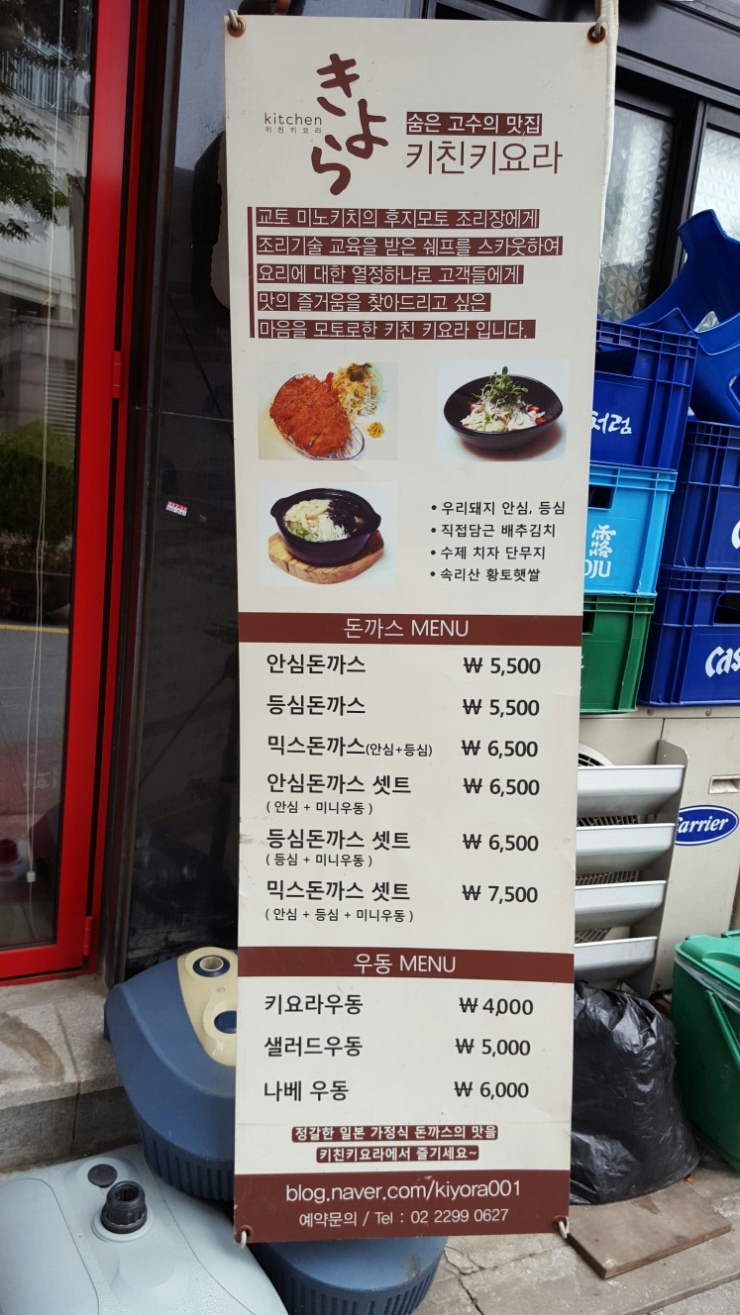 きよら
kitchen
키친키요라
숨은 고수의 맛집
키친키요라
교토 미노키치의 후지모토 조리장에게
조리기술 교육을 받은 쉐프를 스카웃하여
요리에 대한 열정하나로 고객들에게
맛의 즐거움을 찾아드리고 싶은
마음을 모토로한 키친 키요라 입니다.
• 우리돼지 안심, 등심
• 직접담근 배추김치
• 수제 치자 단무지
• 속리산 황토햇쌀
돈까스 MENU
안심돈까스 ₩ 5,500
등심돈까스 ₩ 5,500
믹스돈까스(안심+등심) ₩ 6,500
안심돈까스 셋트 ₩ 6,500
( 안심 + 미니우동 )
등심돈까스 셋트 ₩ 6,500
( 등심 + 미니우동 )
믹스돈까스 셋트 ₩ 7,500
( 안심 + 등심 + 미니우동 )
우동 MENU
키요라우동 ₩ 4,000
샐러드우동 ₩ 5,000
나베 우동 ₩ 6,000
정갈한 일본 가정식 돈까스의 맛을
키친키요라에서 즐기세요~
blog.naver.com/kiyora001
예약문의 / Tel : 02 2299 0627
처럼
OJU
Cas
Carrier